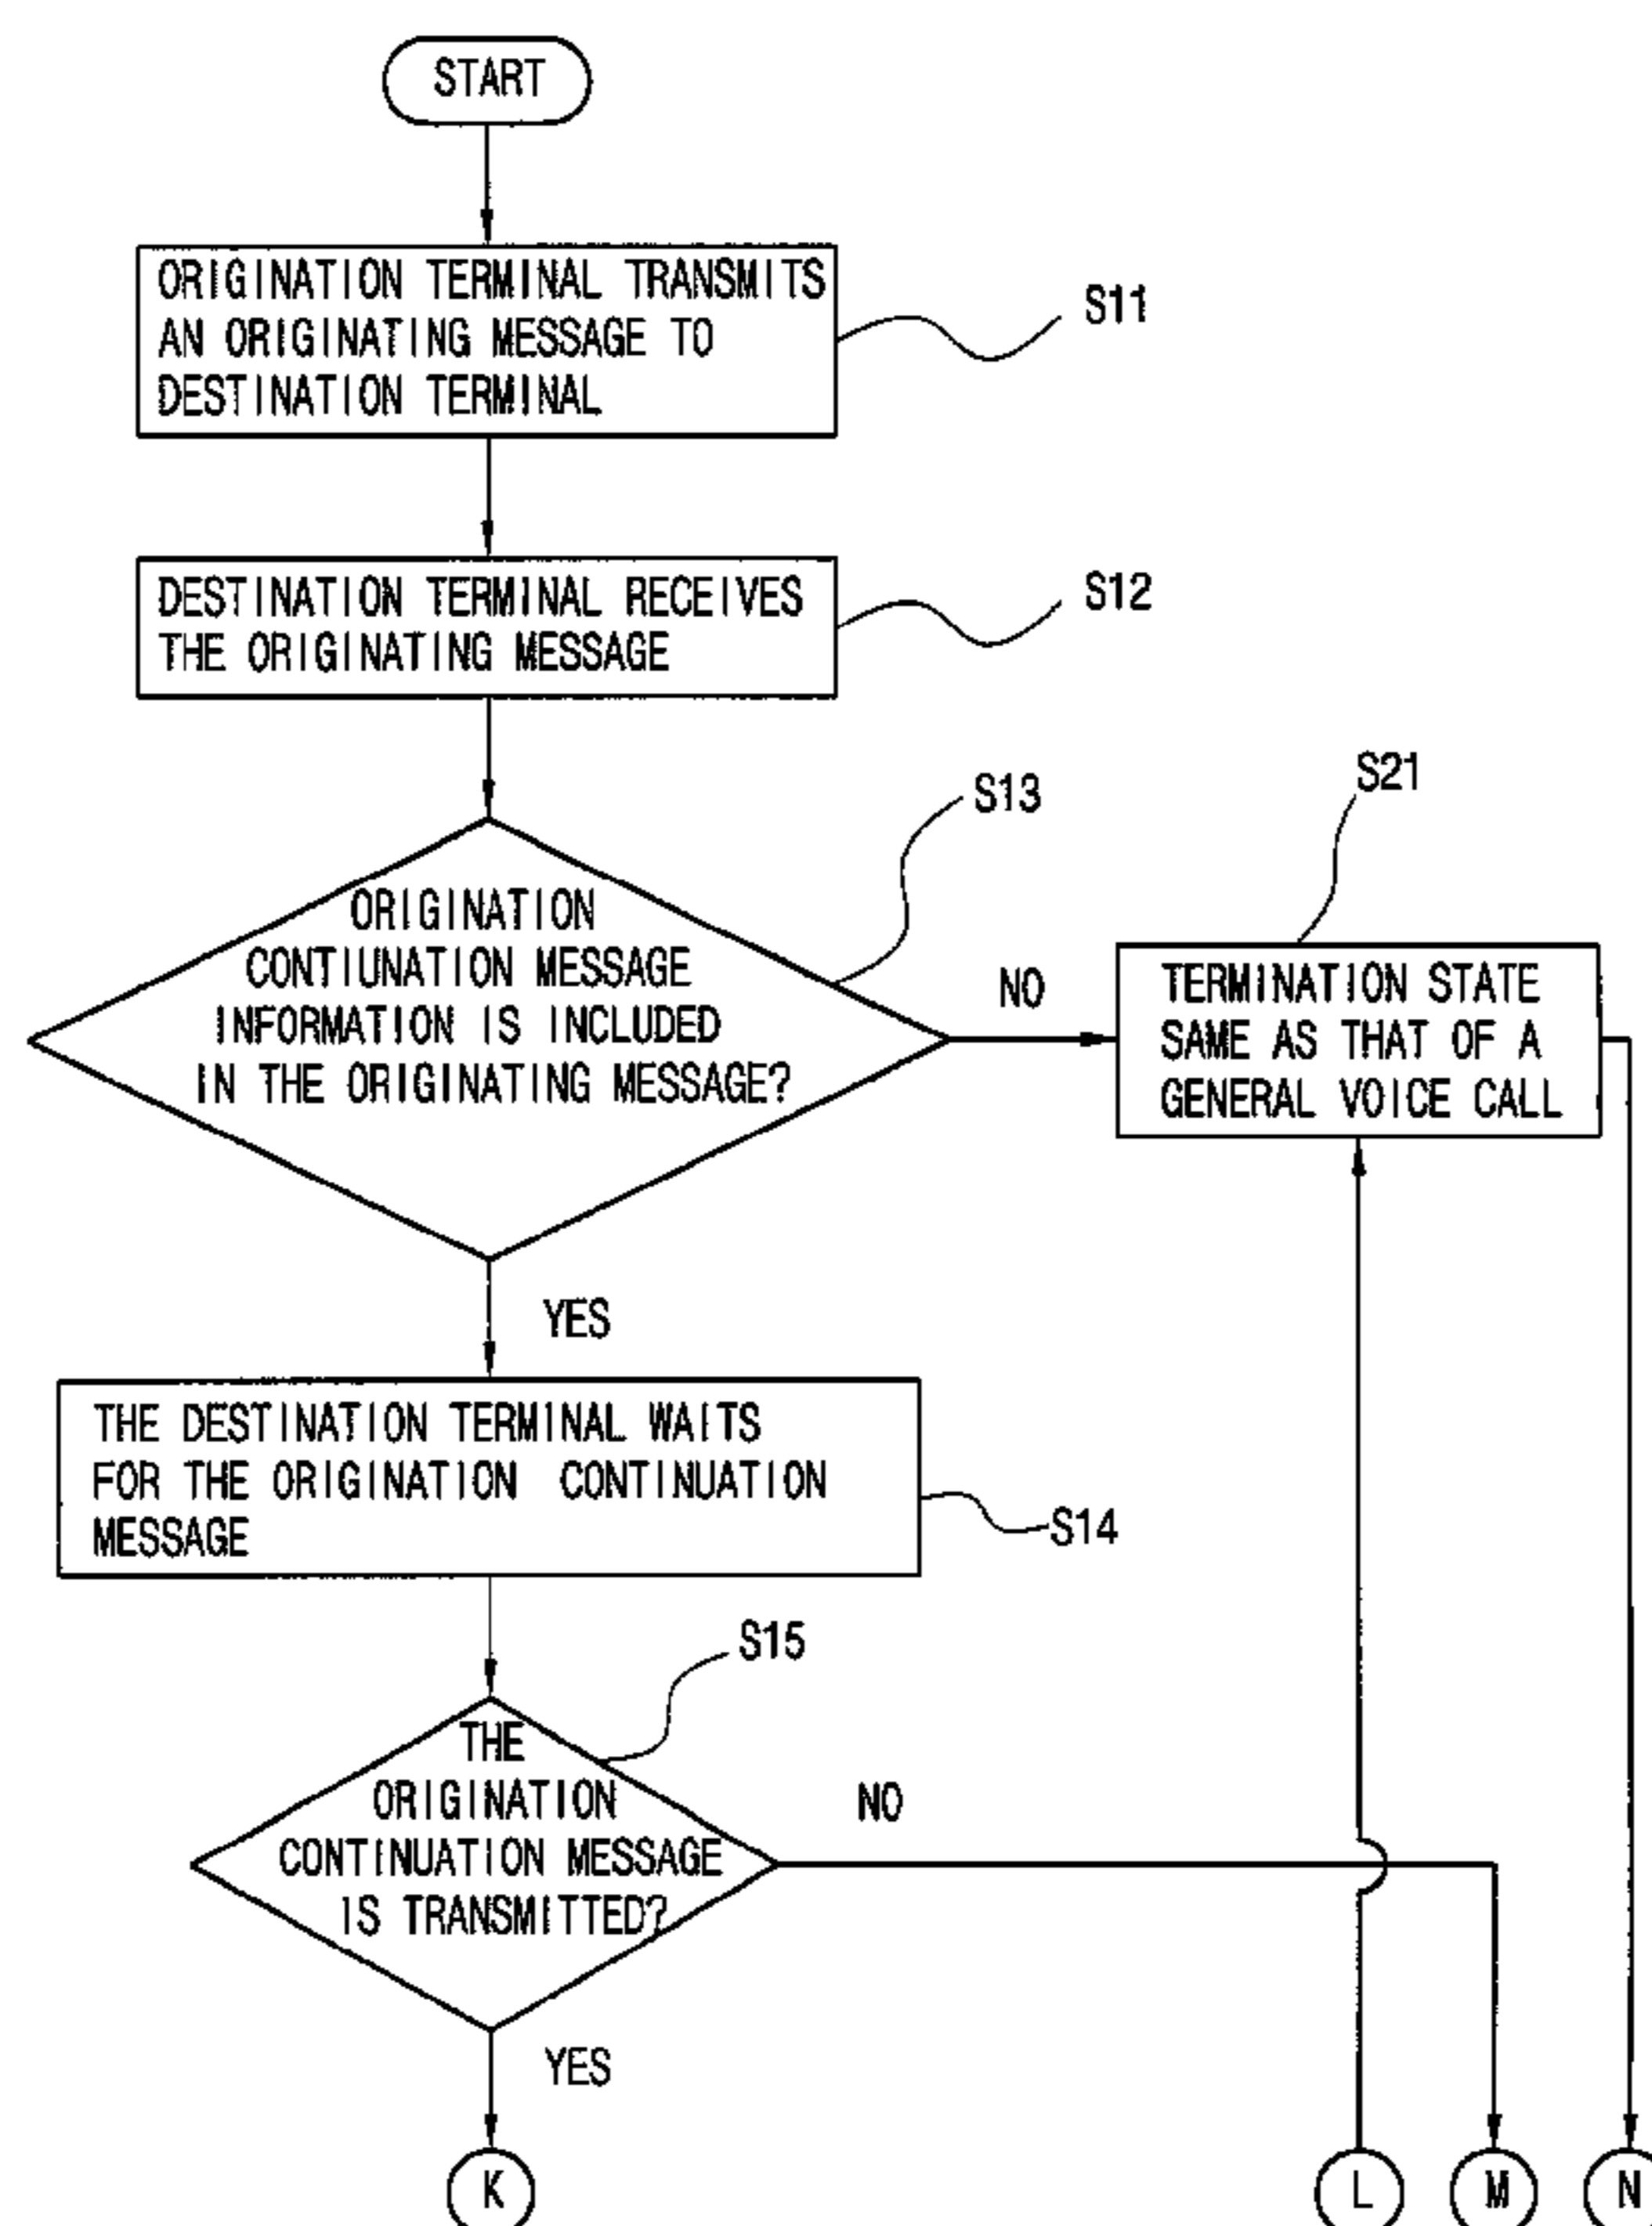 START
ORIGINATION TERMINAL TRANSMITS
AN ORIGINATING MESSAGE TO
DESTINATION TERMINAL
S11
DESTINATION TERMINAL RECEIVES
THE ORIGINATING MESSAGE
S12
ORIGINATION
CONTIUNATION MESSAGE
INFORMATION IS INCLUDED
IN THE ORIGINATING MESSAGE?
S13
NO
S21
TERMINATION STATE
SAME AS THAT OF A
GENERAL VOICE CALL
YES
THE DESTINATION TERMINAL WAITS
FOR THE ORIGINATION CONTINUATION
MESSAGE
S14
S15
THE
ORIGINATION
CONTINUATION MESSAGE
IS TRANSMITTED?
NO
YES
K
L
M
N